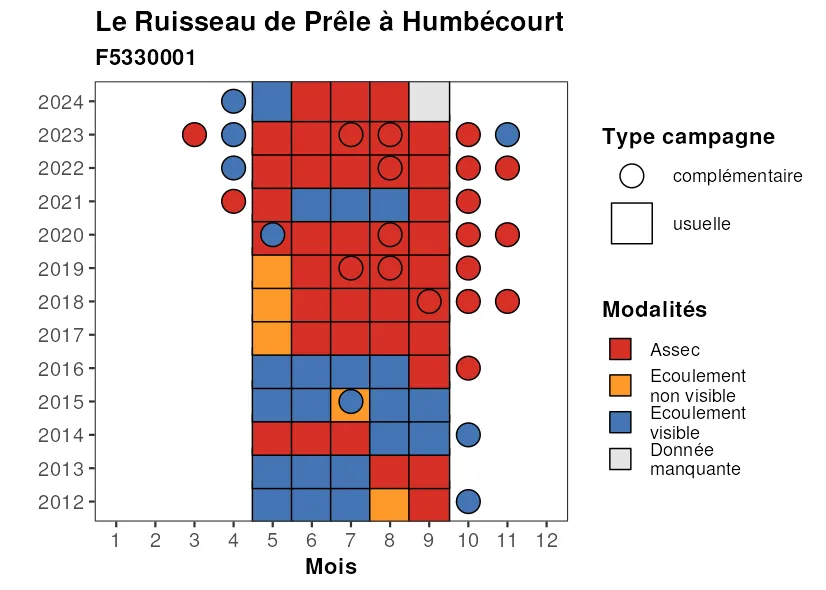 Le Ruisseau de Prêle à Humbécourt
F5330001
2024
2023
2022
2021
2020
2019
2018
2017
2016
2015
2014
2013
2012
1 2 3 4 5 6 7 8 9 10 11 12
Mois
Type campagne
complémentaire
usuelle
Modalités
Assec
Ecoulement
non visible
Ecoulement
visible
Donnée
manquante